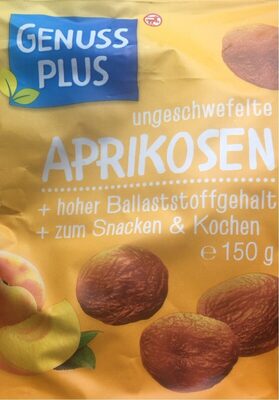 GENUSS
PLUS
ungeschwefelte
APRIKOSEN
+ hoher Ballaststoffgehalt
+ zum Snacken & Kochen
℮ 150 g